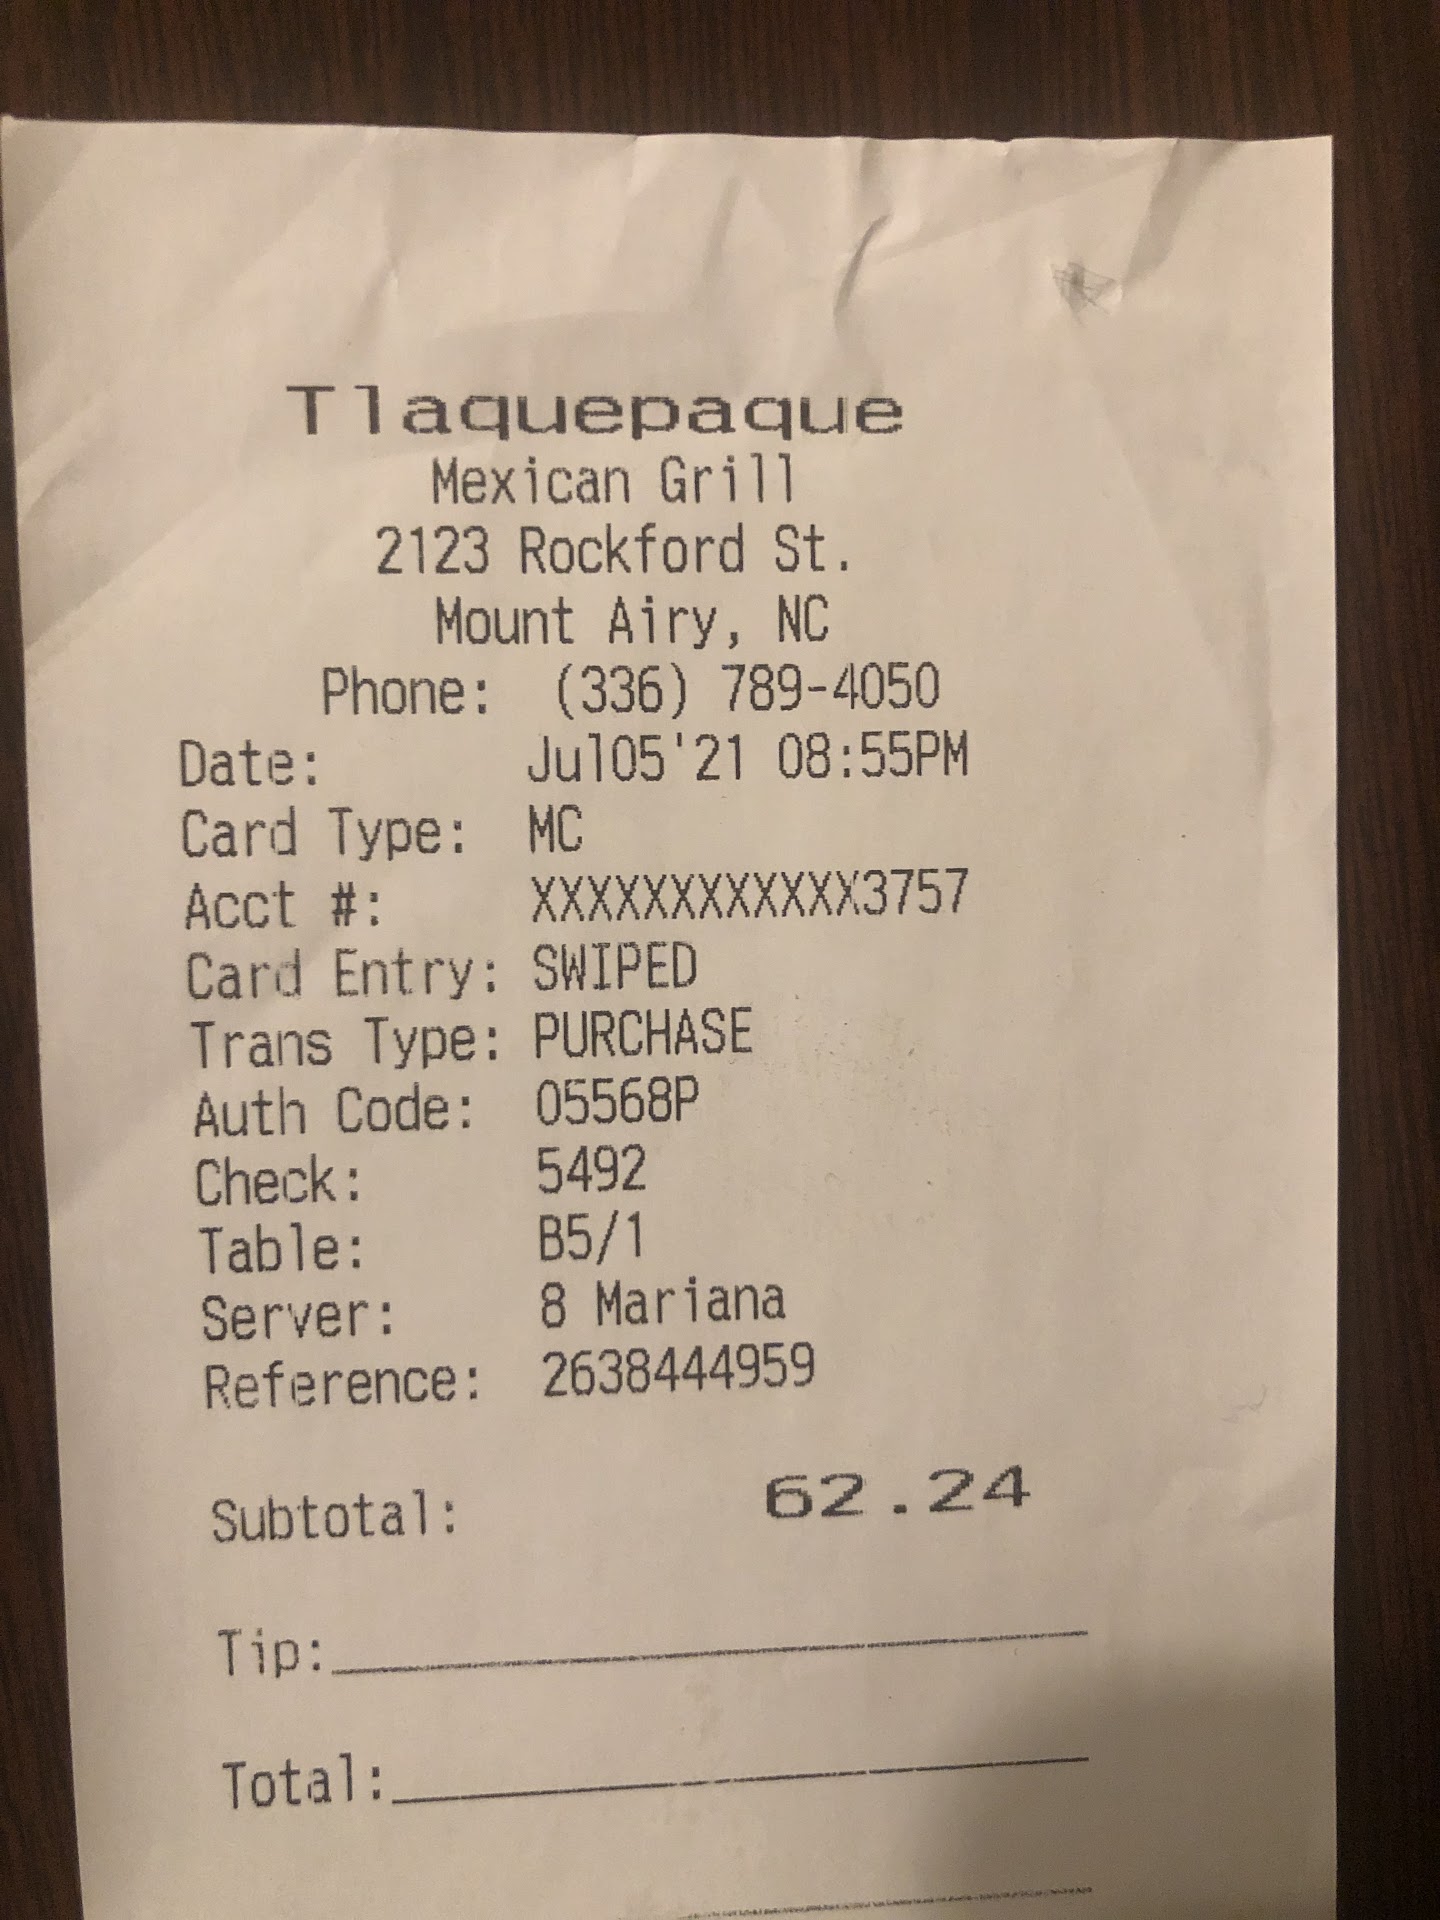 Tlaquepaque
Mexican Grill
2123 Rockford St.
Mount Airy, NC
Phone: (336) 789-4050
Date: Jul05'21 08:55PM
Card Type: MC
Acct #: XXXXXXXXXXXX3757
Card Entry: SWIPED
Trans Type: PURCHASE
Auth Code: 05568P
Check: 5492
Table: B5/1
Server: 8 Mariana
Reference: 2638444959
Subtotal: 62.24
Tip:
Total: